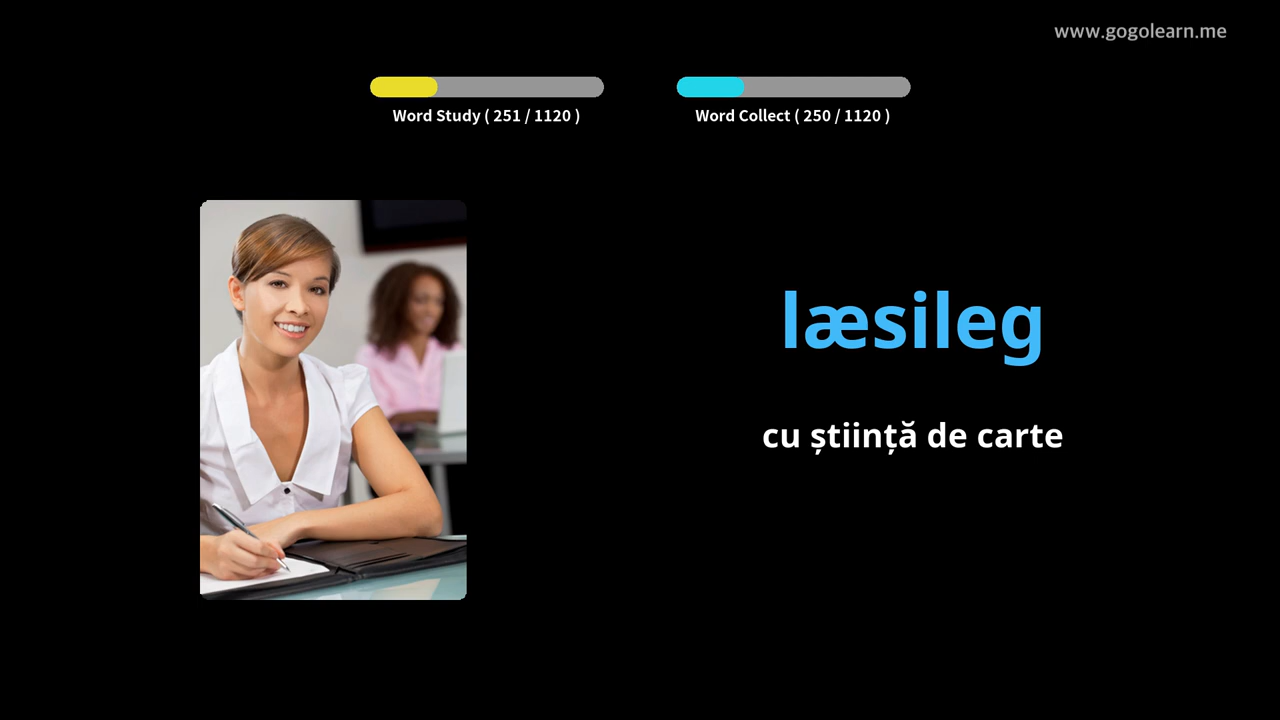 www.gogolearn.me
Word Study ( 251 / 1120 )
Word Collect ( 250 / 1120 )
læsileg
cu știință de carte